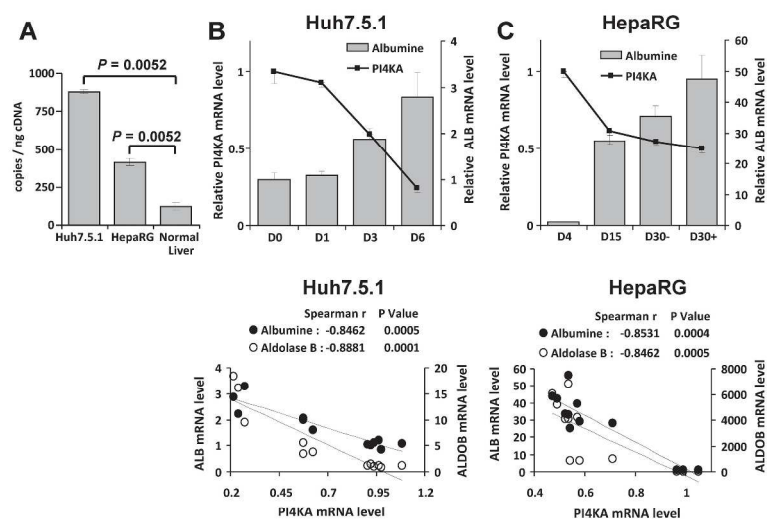 A
P = 0.0052
P = 0.0052
copies / ng cDNA
1000
750
500
250
0
Huh7.5.1 HepaRG Normal
Liver
B
Huh7.5.1
Albumine
PI4KA
Relative PI4KA mRNA level
1
0.5
0
Relative ALB mRNA level
4
3
2
1
0
D0 D1 D3 D6
C
HepaRG
Albumine
PI4KA
Relative PI4KA mRNA level
1
0.5
0
Relative ALB mRNA level
60
50
40
30
20
10
0
D4 D15 D30- D30+
Huh7.5.1
Spearman r P Value
Albumine : -0.8462 0.0005
Aldolase B : -0.8881 0.0001
ALB mRNA level
4
3
2
1
0
ALDOB mRNA level
20
15
10
5
0
0.2 0.45 0.7 0.95 1.2
PI4KA mRNA level
HepaRG
Spearman r P Value
Albumine : -0.8531 0.0004
Aldolase B : -0.8462 0.0005
ALB mRNA level
60
50
40
30
20
10
0
ALDOB mRNA level
8000
6000
4000
2000
0
0.4 0.6 0.8 1
PI4KA mRNA level